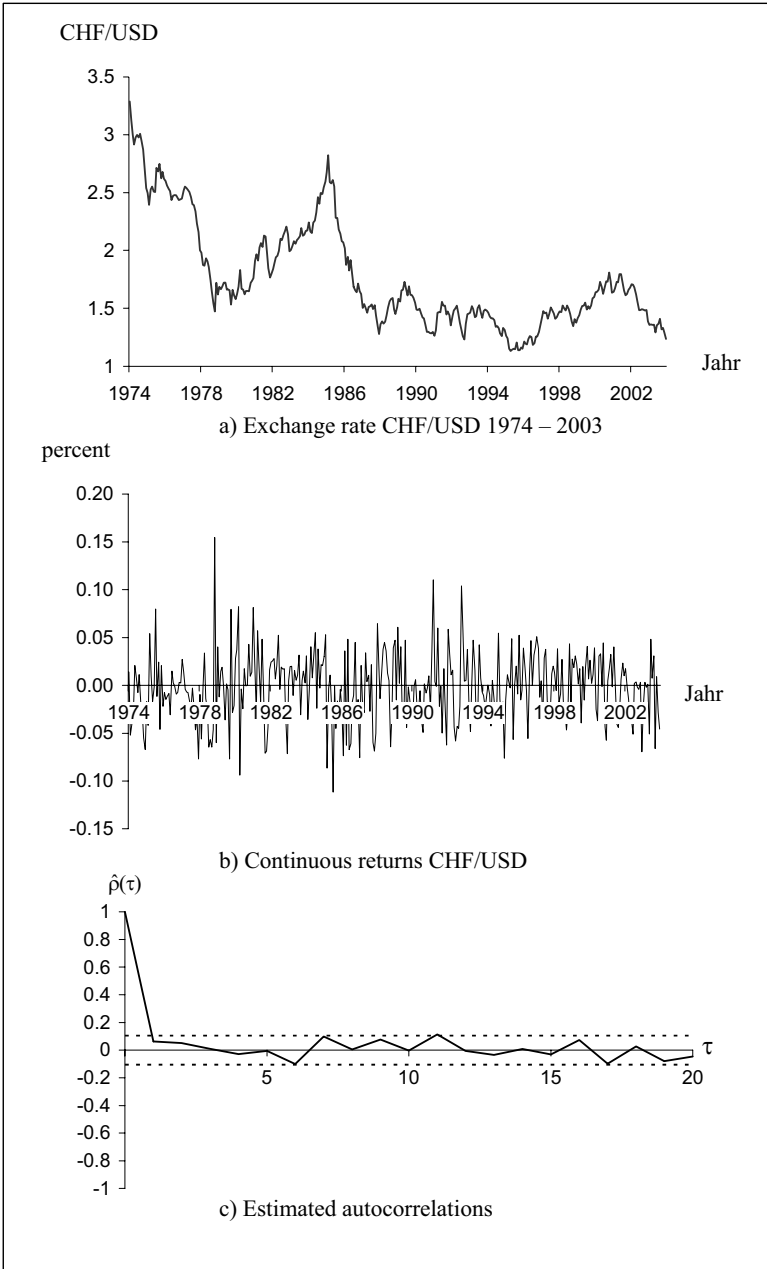 CHF/USD
3.5
3
2.5
2
1.5
1
1974 1978 1982 1986 1990 1994 1998 2002
Jahr
a) Exchange rate CHF/USD 1974 – 2003
percent
0.20
0.15
0.10
0.05
0.00
Jahr
1974 1978 1982 1986 1990 1994 1998 2002
-0.05
-0.10
-0.15
b) Continuous returns CHF/USD
ρ̂(τ)
1
0.8
0.6
0.4
0.2
0
τ
5 10 15 20
-0.2
-0.4
-0.6
-0.8
-1
c) Estimated autocorrelations